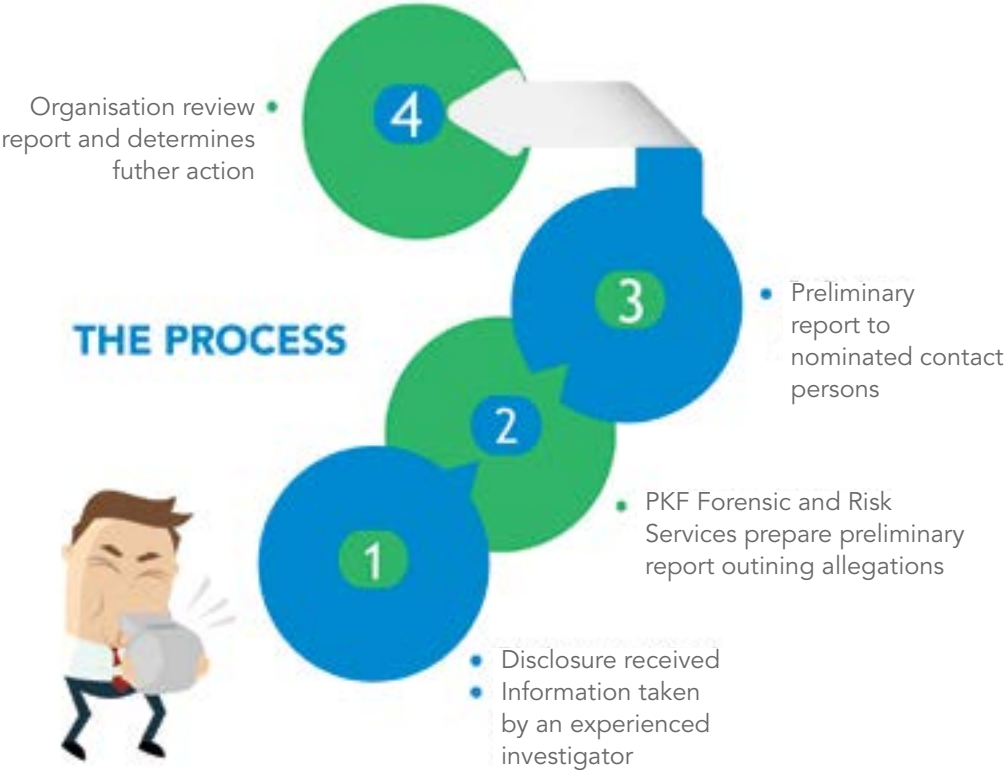 4
Organisation review
report and determines
futher action
3
Preliminary
report to
nominated contact
persons
THE PROCESS
2
PKF Forensic and Risk
Services prepare preliminary
report outining allegations
1
Disclosure received
Information taken
by an experienced
investigator